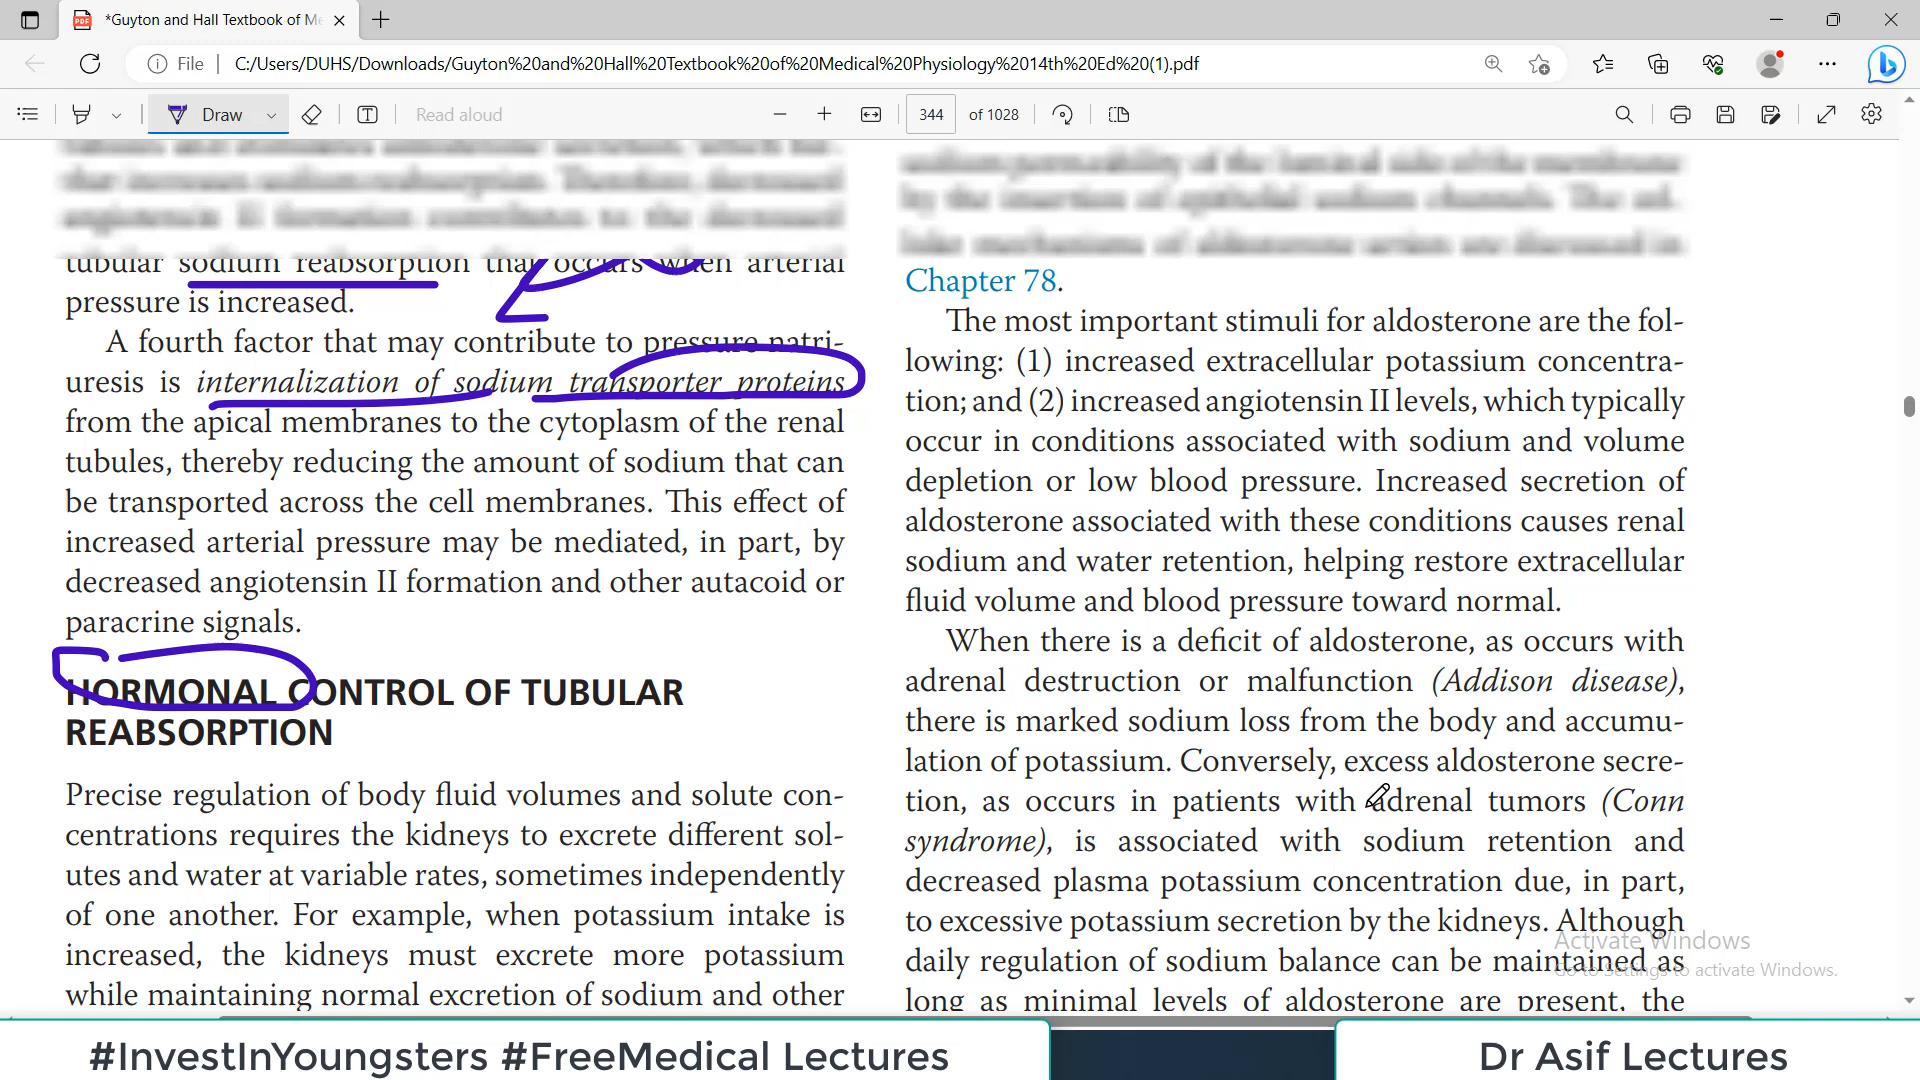 *Guyton and Hall Textbook of Me
File
C:/Users/DUHS/Downloads/Guyton%20and%20Hall%20Textbook%20of%20Medical%20Physiology%2014th%20Ed%20(1).pdf
Draw
Read aloud
344 of 1028
tubular sodium reabsorption that occurs when arterial
pressure is increased.
A fourth factor that may contribute to pressure natri-
uresis is internalization of sodium transporter proteins
from the apical membranes to the cytoplasm of the renal
tubules, thereby reducing the amount of sodium that can
be transported across the cell membranes. This effect of
increased arterial pressure may be mediated, in part, by
decreased angiotensin II formation and other autacoid or
paracrine signals.
HORMONAL CONTROL OF TUBULAR
REABSORPTION
Precise regulation of body fluid volumes and solute con-
centrations requires the kidneys to excrete different sol-
utes and water at variable rates, sometimes independently
of one another. For example, when potassium intake is
increased, the kidneys must excrete more potassium
while maintaining normal excretion of sodium and other
Chapter 78.
The most important stimuli for aldosterone are the fol-
lowing: (1) increased extracellular potassium concentra-
tion; and (2) increased angiotensin II levels, which typically
occur in conditions associated with sodium and volume
depletion or low blood pressure. Increased secretion of
aldosterone associated with these conditions causes renal
sodium and water retention, helping restore extracellular
fluid volume and blood pressure toward normal.
When there is a deficit of aldosterone, as occurs with
adrenal destruction or malfunction (Addison disease),
there is marked sodium loss from the body and accumu-
lation of potassium. Conversely, excess aldosterone secre-
tion, as occurs in patients with adrenal tumors (Conn
syndrome), is associated with sodium retention and
decreased plasma potassium concentration due, in part,
to excessive potassium secretion by the kidneys. Although
daily regulation of sodium balance can be maintained as
long as minimal levels of aldosterone are present, the
Activate Windows
Go to Settings to activate Windows.
#InvestInYoungsters #FreeMedical Lectures
Dr Asif Lectures